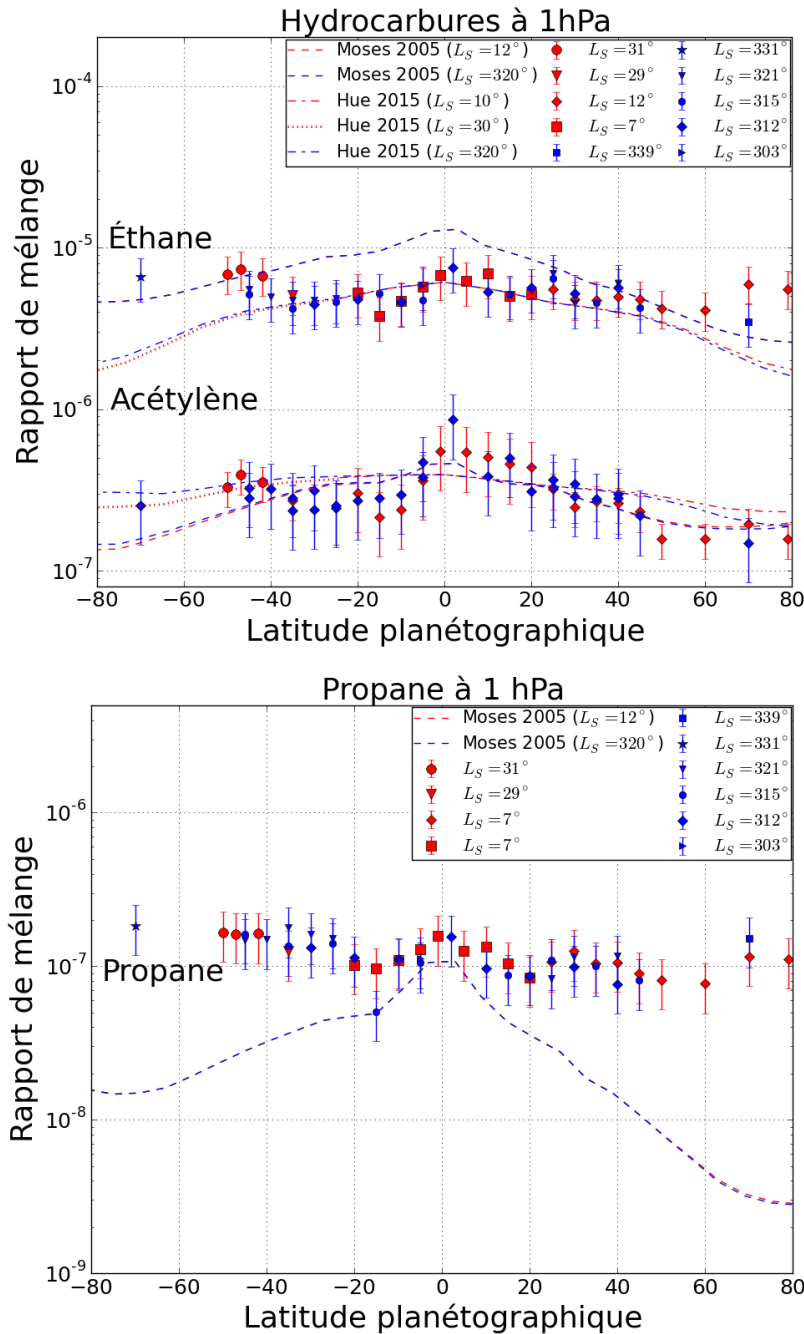 Hydrocarbures à 1hPa
Moses 2005 (L_S =12°)
Moses 2005 (L_S =320°)
Hue 2015 (L_S =10°)
Hue 2015 (L_S =30°)
Hue 2015 (L_S =320°)
L_S =31°
L_S =29°
L_S =12°
L_S =7°
L_S =339°
L_S =331°
L_S =321°
L_S =315°
L_S =312°
L_S =303°
10^-4
10^-5
10^-6
10^-7
Rapport de mélange
Éthane
Acétylène
−80 −60 −40 −20 0 20 40 60 80
Latitude planétographique
Propane à 1 hPa
Moses 2005 (L_S =12°)
Moses 2005 (L_S =320°)
L_S =31°
L_S =29°
L_S =7°
L_S =7°
L_S =339°
L_S =331°
L_S =321°
L_S =315°
L_S =312°
L_S =303°
10^-6
10^-7
10^-8
10^-9
Rapport de mélange
Propane
−80 −60 −40 −20 0 20 40 60 80
Latitude planétographique